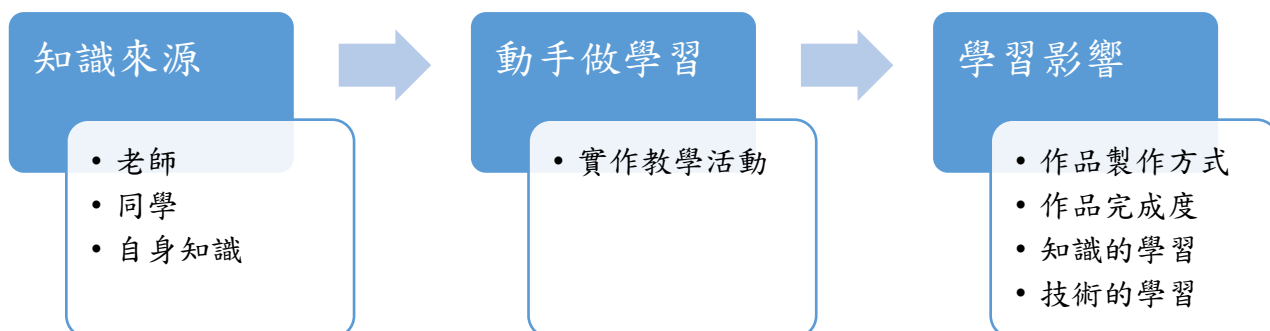 知識來源
• 老師
• 同學
• 自身知識
動手做學習
• 實作教學活動
學習影響
• 作品製作方式
• 作品完成度
• 知識的學習
• 技術的學習